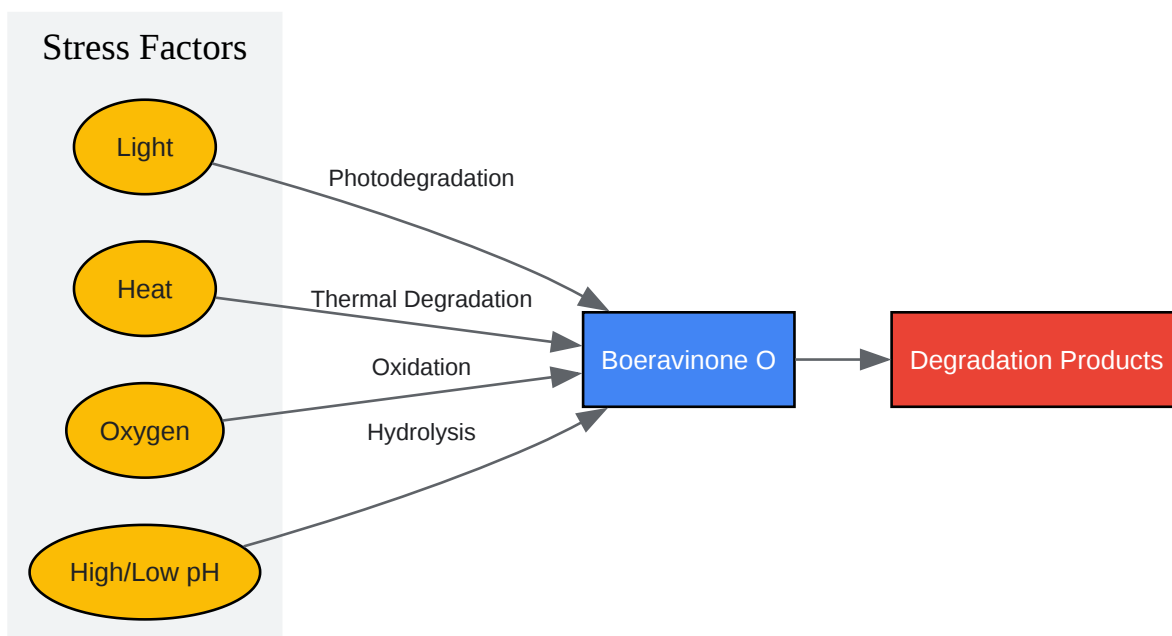 Stress Factors
Light
Photodegradation
Heat
Thermal Degradation
Boeravinone O
Degradation Products
Oxidation
Oxygen
Hydrolysis
High/Low pH